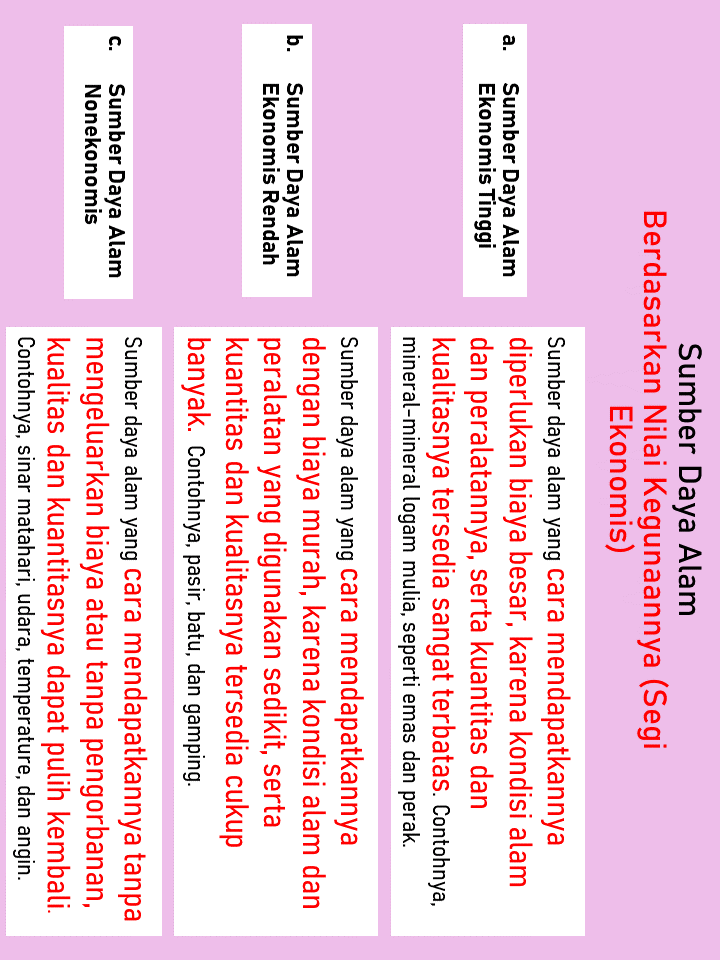 Sumber Daya Alam
Berdasarkan Nilai Kegunaannya (Segi
Ekonomis)
a. Sumber Daya Alam
Ekonomis Tinggi
Sumber daya alam yang cara mendapatkannya
diperlukan biaya besar, karena kondisi alam
dan peralatannya, serta kuantitas dan
kualitasnya tersedia sangat terbatas. Contohnya,
mineral-mineral logam mulia, seperti emas dan perak.
b. Sumber Daya Alam
Ekonomis Rendah
Sumber daya alam yang cara mendapatkannya
dengan biaya murah, karena kondisi alam dan
peralatan yang digunakan sedikit, serta
kuantitas dan kualitasnya tersedia cukup
banyak. Contohnya, pasir, batu, dan gamping.
c. Sumber Daya Alam
Nonekonomis
Sumber daya alam yang cara mendapatkannya tanpa
mengeluarkan biaya atau tanpa pengorbanan,
kualitas dan kuantitasnya dapat pulih kembali.
Contohnya, sinar matahari, udara, temperature, dan angin.